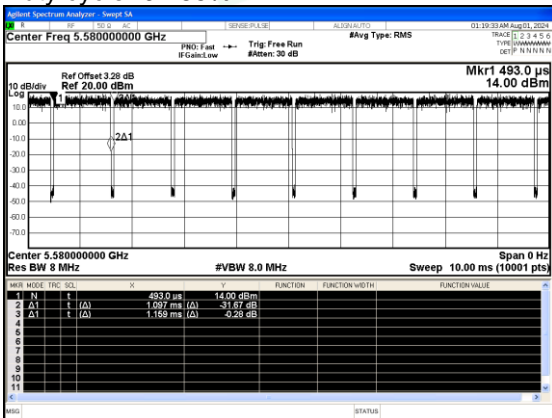 Agilent Spectrum Analyzer - Swept SA
R RF 50 Ω AC SENSE:PULSE ALIGN AUTO 01:19:33 AM Aug 01, 2024
Center Freq 5.580000000 GHz #Avg Type: RMS TRACE 1 2 3 4 5 6
PNO: Fast Trig: Free Run TYPE
IFGain:Low #Atten: 30 dB DET P N N N N N
Mkr1 493.0 µs
Ref Offset 3.28 dB
10 dB/div Ref 20.00 dBm 14.00 dBm
Log
1
10.0
0.00
-10.0
2Δ1
-20.0
-30.0
-40.0
-50.0
-60.0
-70.0
Center 5.580000000 GHz Span 0 Hz
Res BW 8 MHz #VBW 8.0 MHz Sweep 10.00 ms (10001 pts)
MKR MODE TRC SCL X Y FUNCTION FUNCTION WIDTH FUNCTION VALUE
1 N t 493.0 µs 14.00 dBm
2 Δ1 t (Δ) 1.097 ms (Δ) -31.67 dB
3 Δ1 t (Δ) 1.159 ms (Δ) -0.28 dB
4
5
6
7
8
9
10
11
MSG STATUS